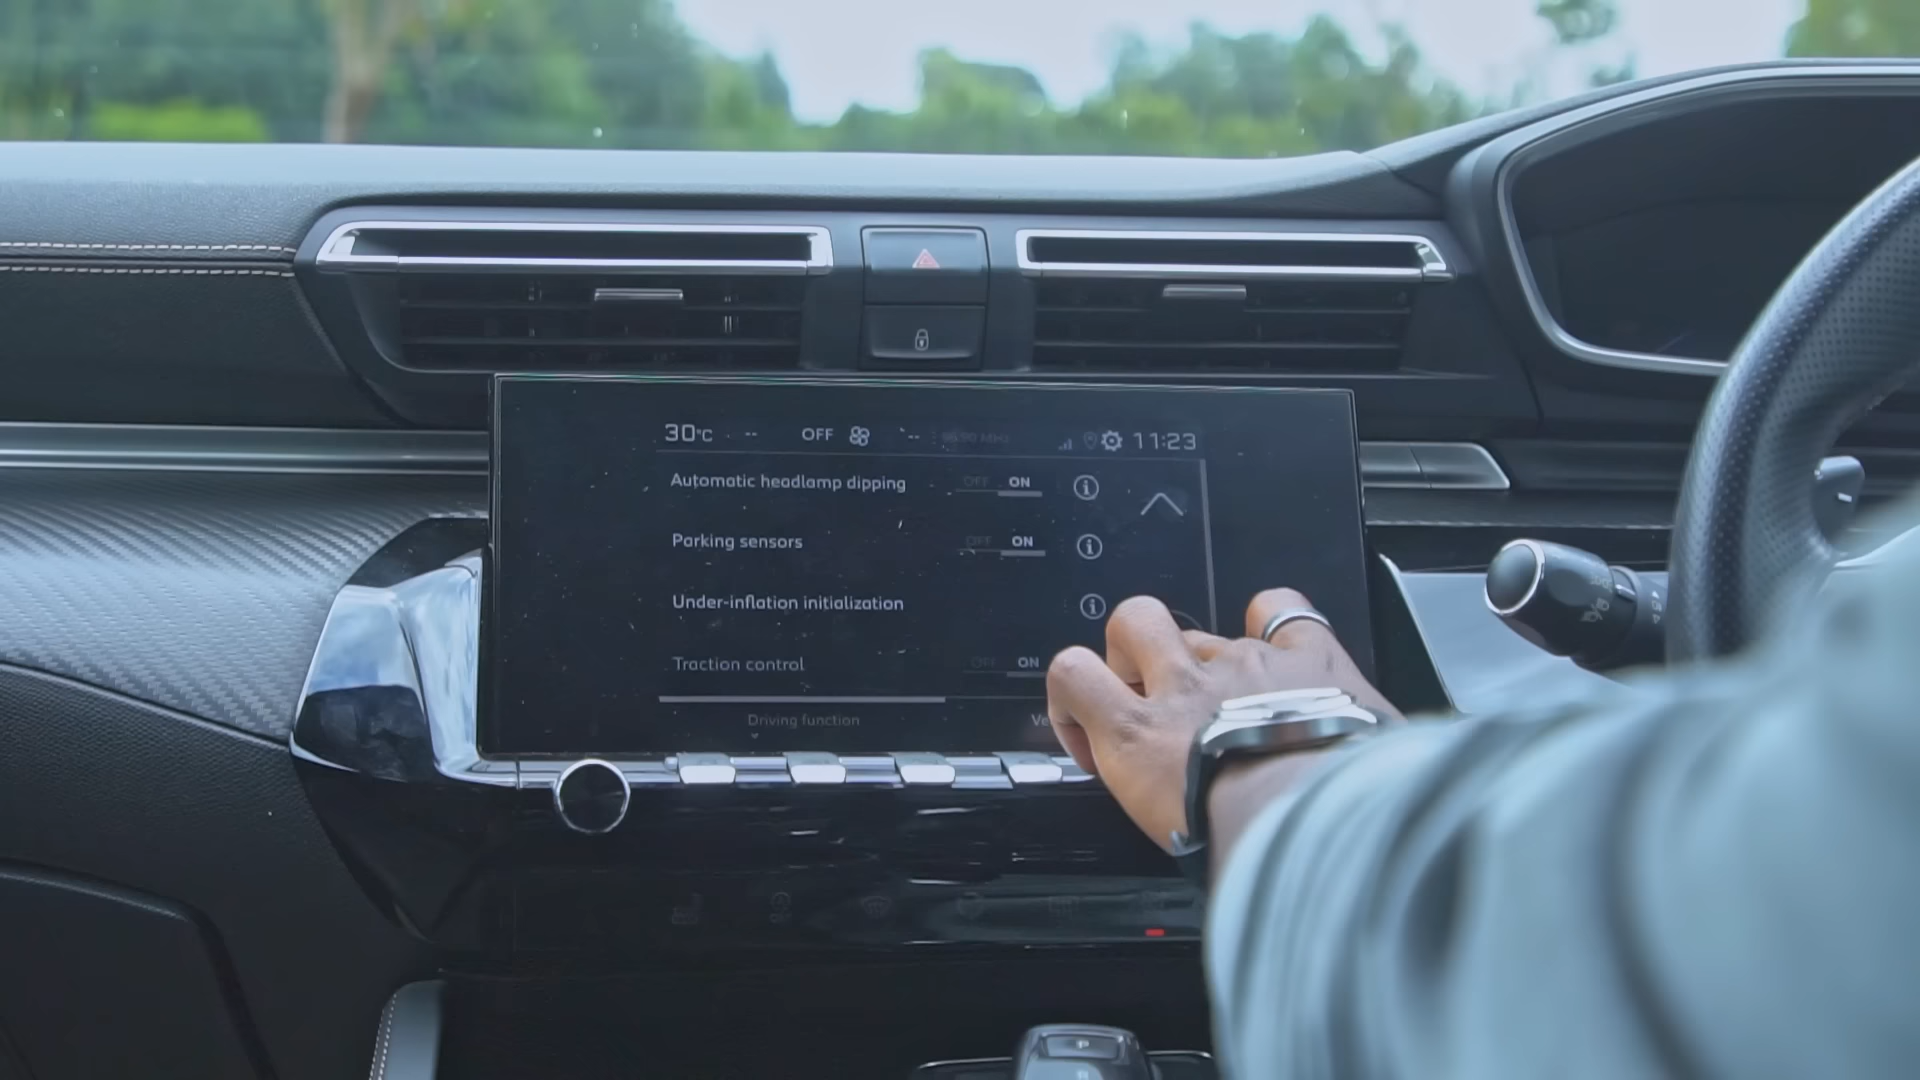 30°C -- OFF -- 11:23
Automatic headlamp dipping OFF ON
Parking sensors OFF ON
Under-inflation initialization
Traction control OFF ON
Driving function
P